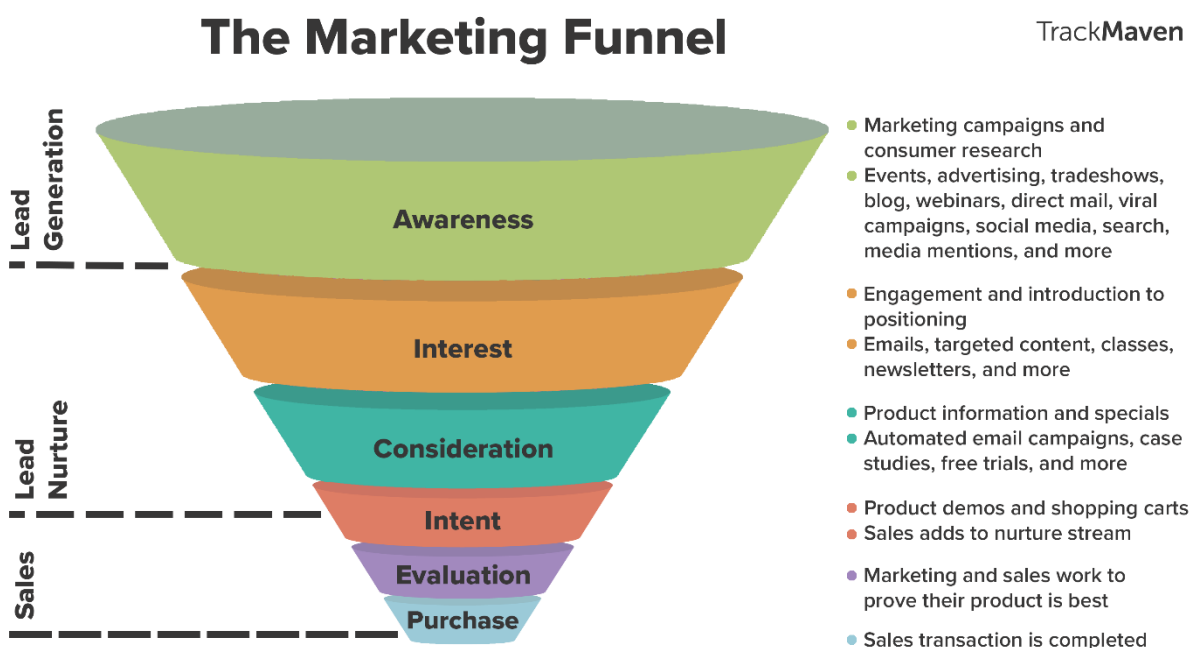 The Marketing Funnel
TrackMaven
Lead
Generation
Lead
Nurture
Sales
Awareness
Interest
Consideration
Intent
Evaluation
Purchase
Marketing campaigns and
consumer research
Events, advertising, tradeshows,
blog, webinars, direct mail, viral
campaigns, social media, search,
media mentions, and more
Engagement and introduction to
positioning
Emails, targeted content, classes,
newsletters, and more
Product information and specials
Automated email campaigns, case
studies, free trials, and more
Product demos and shopping carts
Sales adds to nurture stream
Marketing and sales work to
prove their product is best
Sales transaction is completed